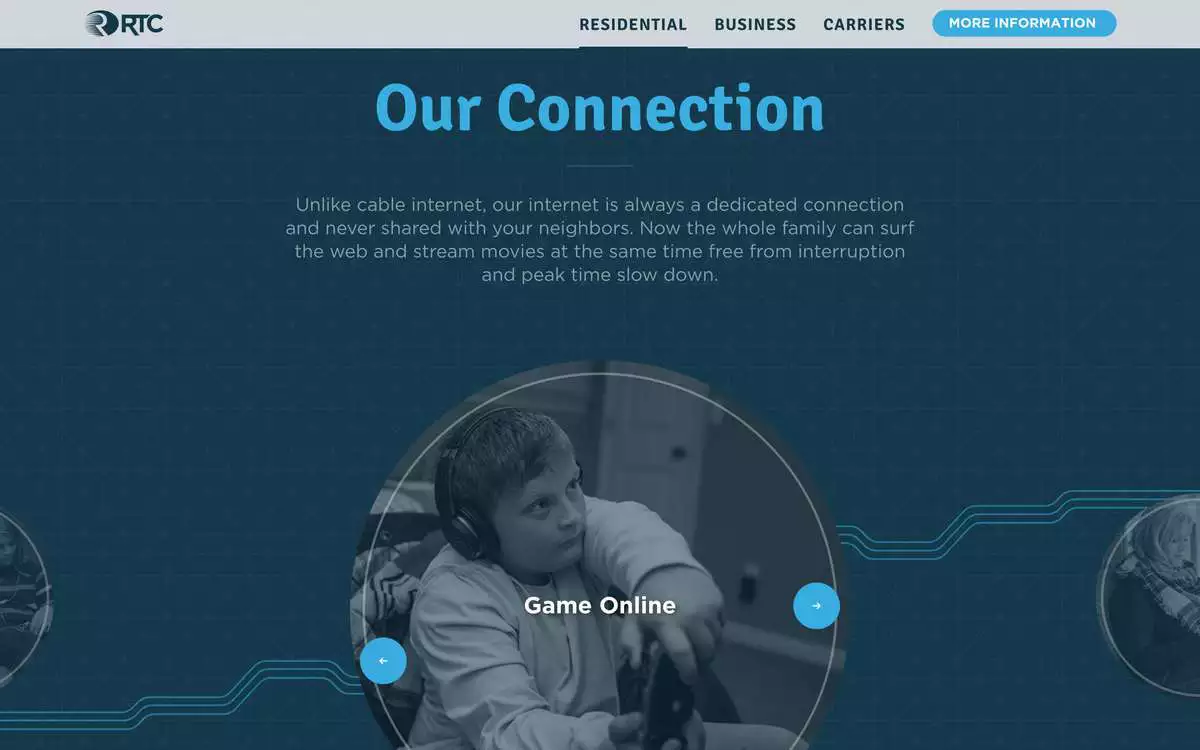 RTC
RESIDENTIAL
BUSINESS
CARRIERS
MORE INFORMATION
Our Connection
Unlike cable internet, our internet is always a dedicated connection
and never shared with your neighbors. Now the whole family can surf
the web and stream movies at the same time free from interruption
and peak time slow down.
Game Online